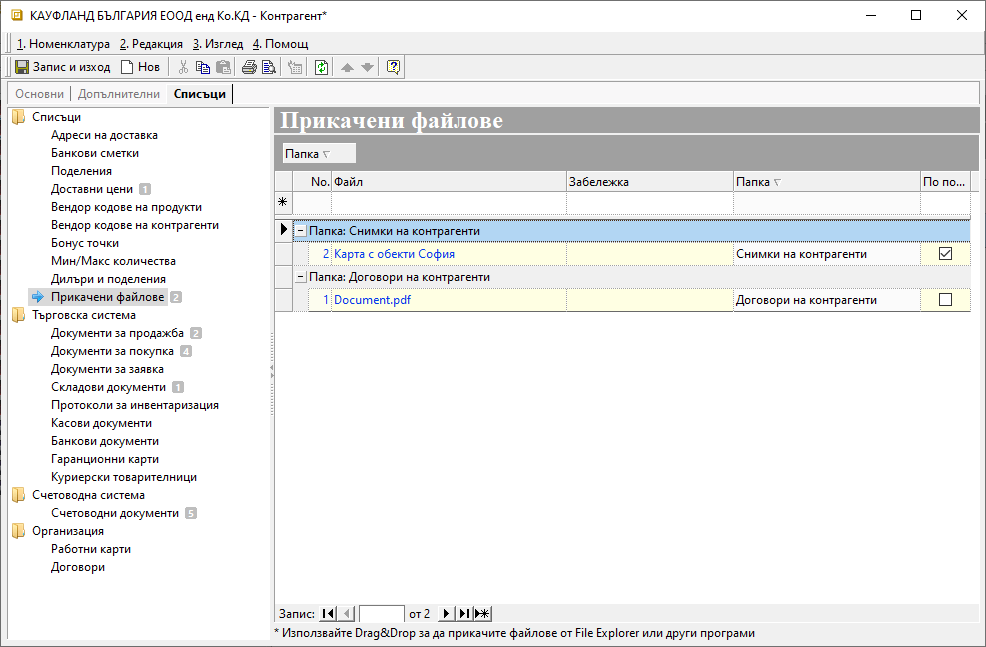 КАУФЛАНД БЪЛГАРИЯ ЕООД енд Ко.КД - Контрагент*
1. Номенклатура 2. Редакция 3. Изглед 4. Помощ
Запис и изход Нов
Основни Допълнителни Списъци
Списъци
Адреси на доставка
Банкови сметки
Поделения
Доставни цени 1
Вендор кодове на продукти
Вендор кодове на контрагенти
Бонус точки
Мин/Макс количества
Дилъри и поделения
Прикачени файлове 2
Търговска система
Документи за продажба 2
Документи за покупка 4
Документи за заявка
Складови документи 1
Протоколи за инвентаризация
Касови документи
Банкови документи
Гаранционни карти
Куриерски товарителници
Счетоводна система
Счетоводни документи 5
Организация
Работни карти
Договори
Прикачени файлове
Папка
No. Файл Забележка Папка По по...
Папка: Снимки на контрагенти
2 Карта с обекти София Снимки на контрагенти
Папка: Договори на контрагенти
1 Document.pdf Договори на контрагенти
Запис: от 2
* Използвайте Drag&Drop за да прикачите файлове от File Explorer или други програми